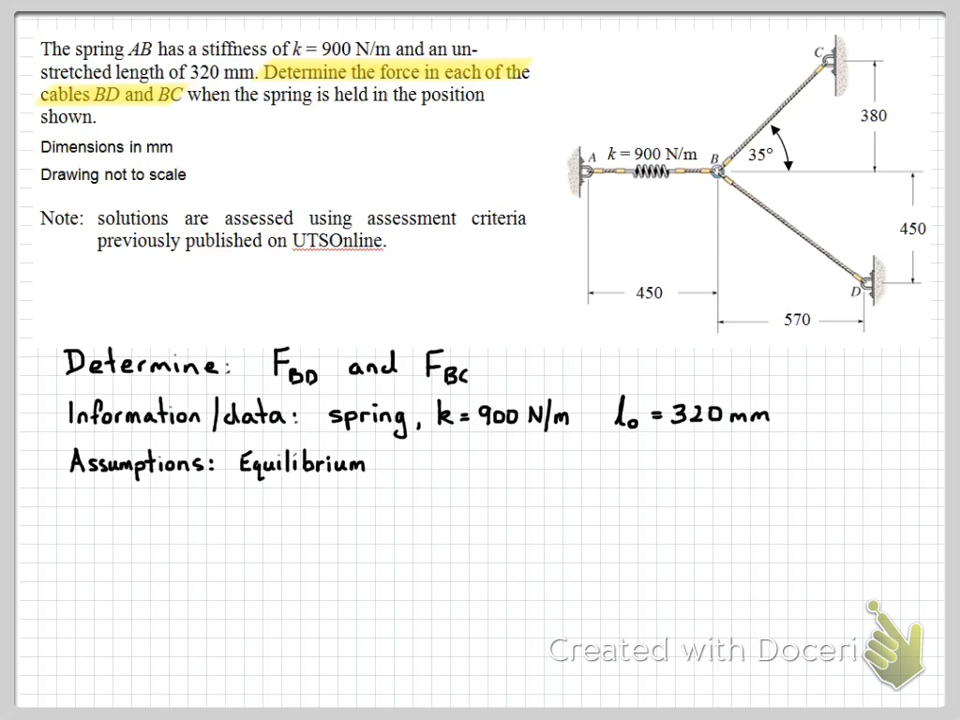 The spring AB has a stiffness of k = 900 N/m and an un-
stretched length of 320 mm. Determine the force in each of the
cables BD and BC when the spring is held in the position
shown.
Dimensions in mm
Drawing not to scale
Note: solutions are assessed using assessment criteria
previously published on UTSOnline.
C
380
A k = 900 N/m B 35°
450
D
450
570
Determine: F_BD and F_BC
Information/data: spring, k = 900 N/m l₀ = 320 mm
Assumptions: Equilibrium
Created with Doceri